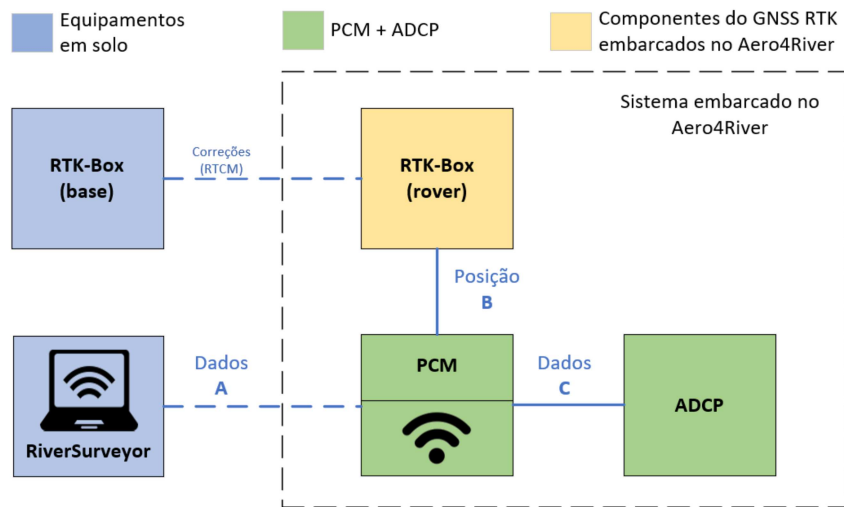 Equipamentos
em solo
PCM + ADCP
Componentes do GNSS RTK
embarcados no Aero4River
Sistema embarcado no
Aero4River
RTK-Box
(base)
Correções
(RTCM)
RTK-Box
(rover)
Posição
B
RiverSurveyor
Dados
A
PCM
Dados
C
ADCP